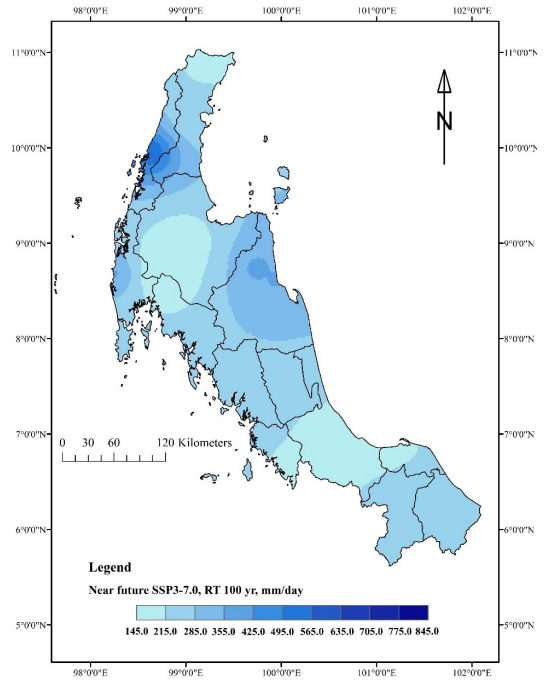 98°0'0"E 99°0'0"E 100°0'0"E 101°0'0"E 102°0'0"E
11°0'0"N 11°0'0"N
N
10°0'0"N 10°0'0"N
9°0'0"N 9°0'0"N
8°0'0"N 8°0'0"N
7°0'0"N 7°0'0"N
0 30 60 120 Kilometers
6°0'0"N 6°0'0"N
Legend
Near future SSP3-7.0, RT 100 yr, mm/day
145.0 215.0 285.0 355.0 425.0 495.0 565.0 635.0 705.0 775.0 845.0
5°0'0"N 5°0'0"N
98°0'0"E 99°0'0"E 100°0'0"E 101°0'0"E 102°0'0"E